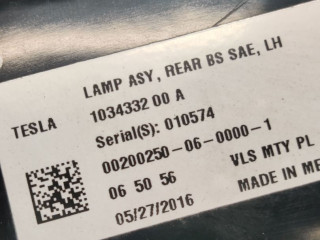 LAMP ASY, REAR BS SAE, LH
TESLA
1034332 00 A
Serial(S): 010574
00200250-06-0000-1
06 50 56
VLS MTY PL
05/27/2016
MADE IN ME